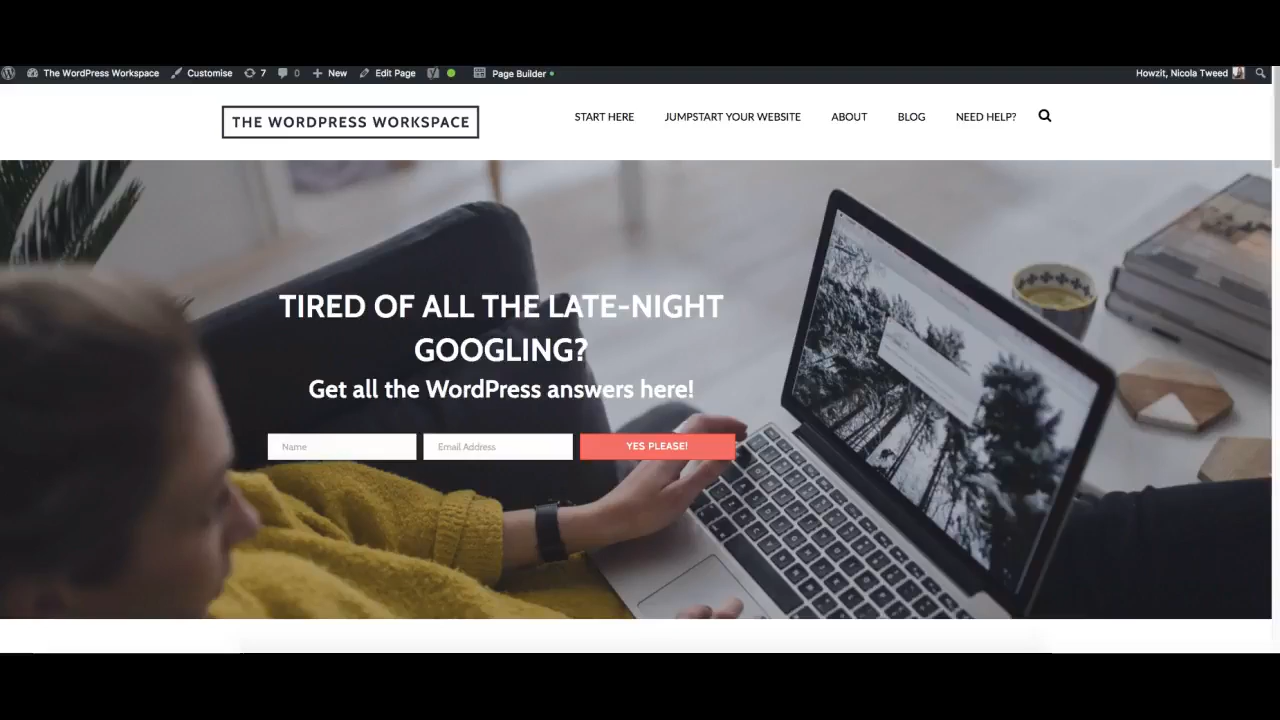 The WordPress Workspace Customise 7 0 New Edit Page Page Builder Howzit, Nicola Tweed
THE WORDPRESS WORKSPACE
START HERE JUMPSTART YOUR WEBSITE ABOUT BLOG NEED HELP?
TIRED OF ALL THE LATE-NIGHT
GOOGLING?
Get all the WordPress answers here!
Name Email Address YES PLEASE!